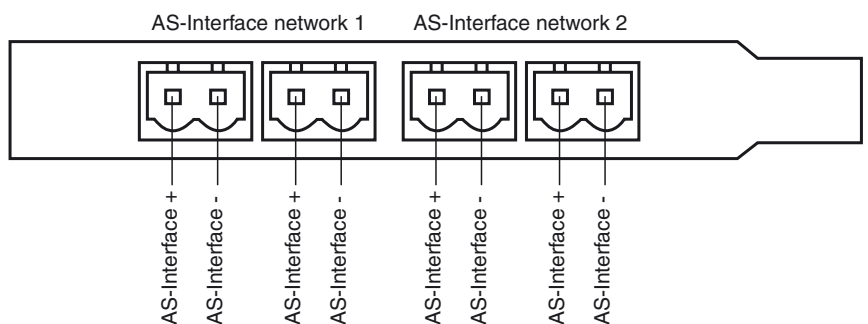 AS-Interface network 1
AS-Interface network 2
AS-Interface +
AS-Interface -
AS-Interface +
AS-Interface -
AS-Interface +
AS-Interface -
AS-Interface +
AS-Interface -